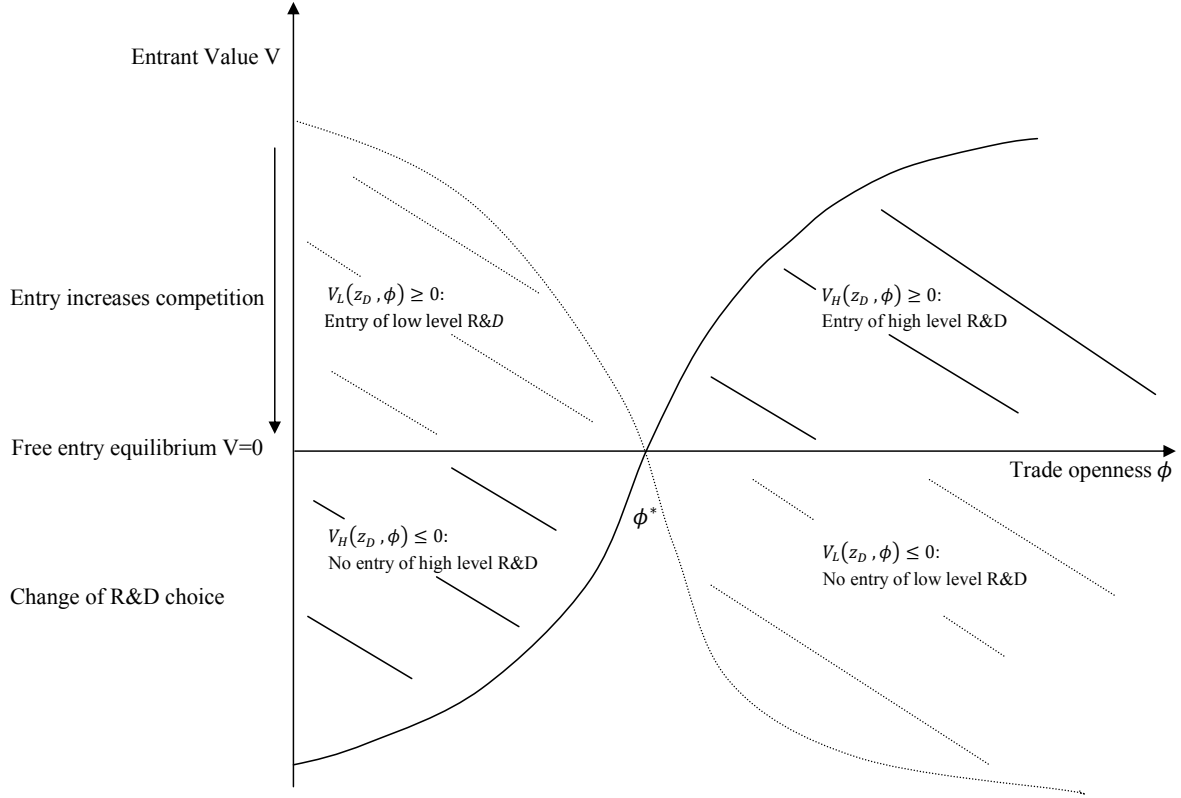 Entrant Value V
Entry increases competition
V_L(z_D , ϕ) ≥ 0:
Entry of low level R&D
V_H(z_D , ϕ) ≥ 0:
Entry of high level R&D
Free entry equilibrium V=0
Trade openness ϕ
ϕ*
V_H(z_D , ϕ) ≤ 0:
No entry of high level R&D
V_L(z_D , ϕ) ≤ 0:
No entry of low level R&D
Change of R&D choice